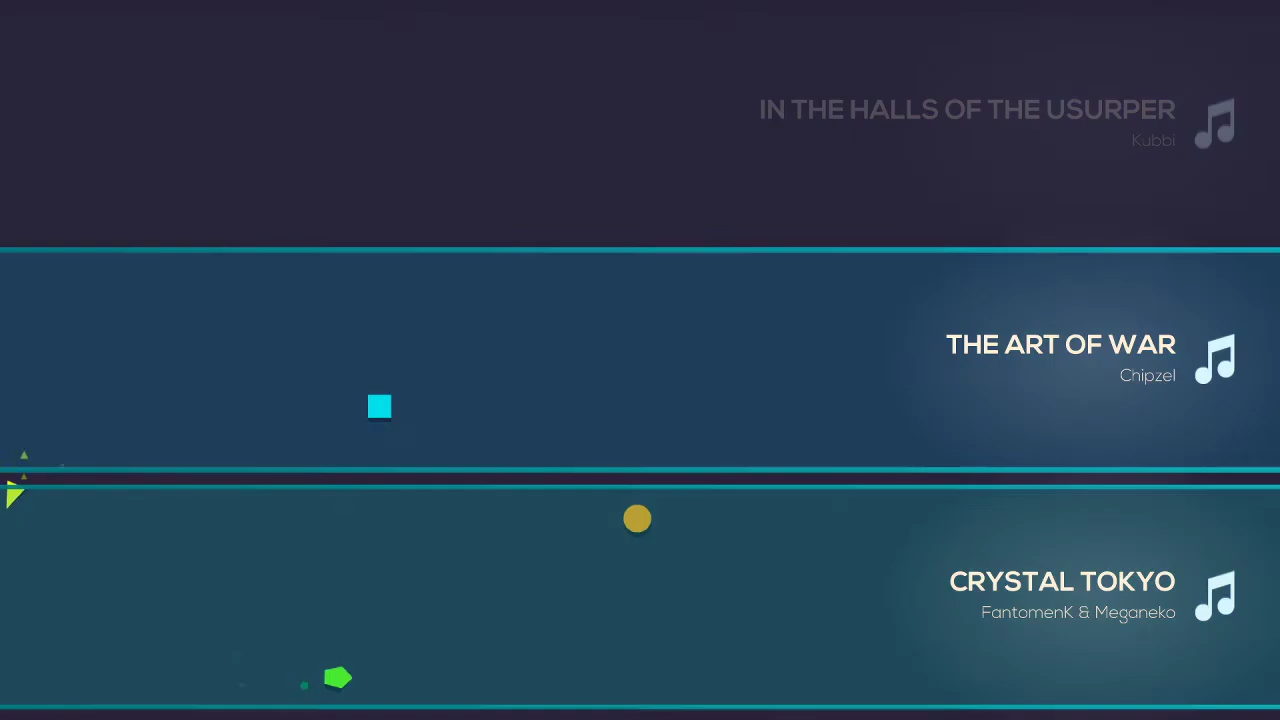 IN THE HALLS OF THE USURPER
Kubbi
THE ART OF WAR
Chipzel
CRYSTAL TOKYO
FantomenK & Meganeko